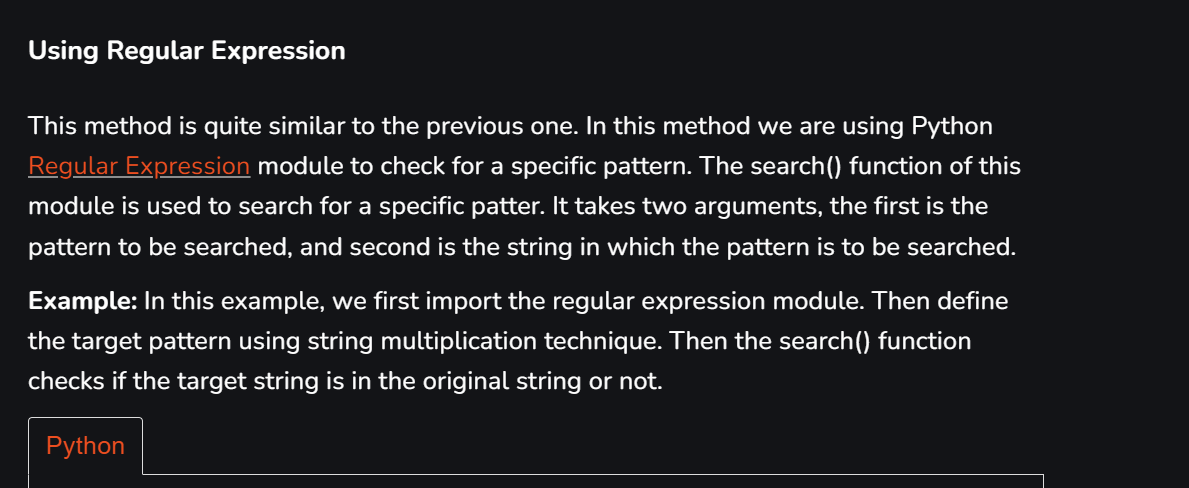 Using Regular Expression
This method is quite similar to the previous one. In this method we are using Python
Regular Expression module to check for a specific pattern. The search() function of this
module is used to search for a specific patter. It takes two arguments, the first is the
pattern to be searched, and second is the string in which the pattern is to be searched.
Example: In this example, we first import the regular expression module. Then define
the target pattern using string multiplication technique. Then the search() function
checks if the target string is in the original string or not.
Python